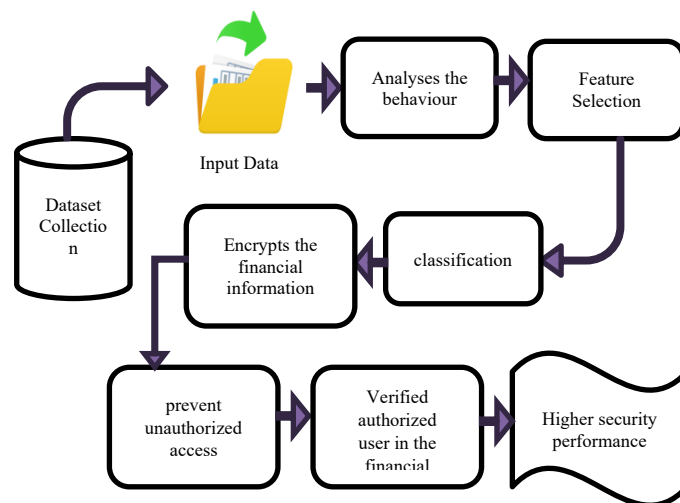 Analyses the
behaviour
Feature
Selection
Input Data
Dataset
Collectio
n
Encrypts the
financial
information
classification
prevent
unauthorized
access
Verified
authorized
user in the
financial
Higher security
performance